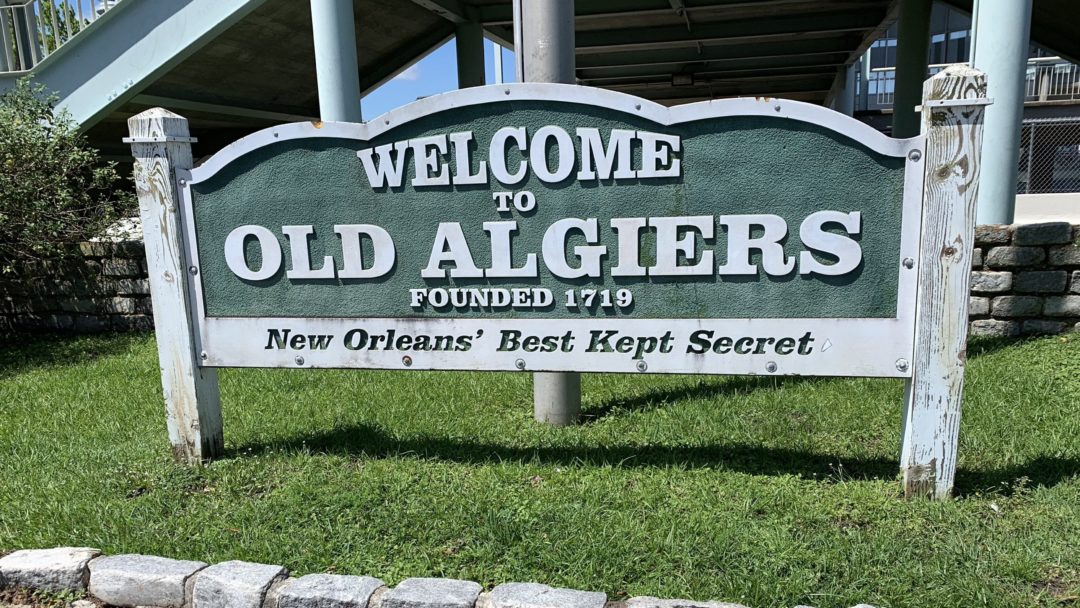 WELCOME
TO
OLD ALGIERS
FOUNDED 1719
New Orleans' Best Kept Secret